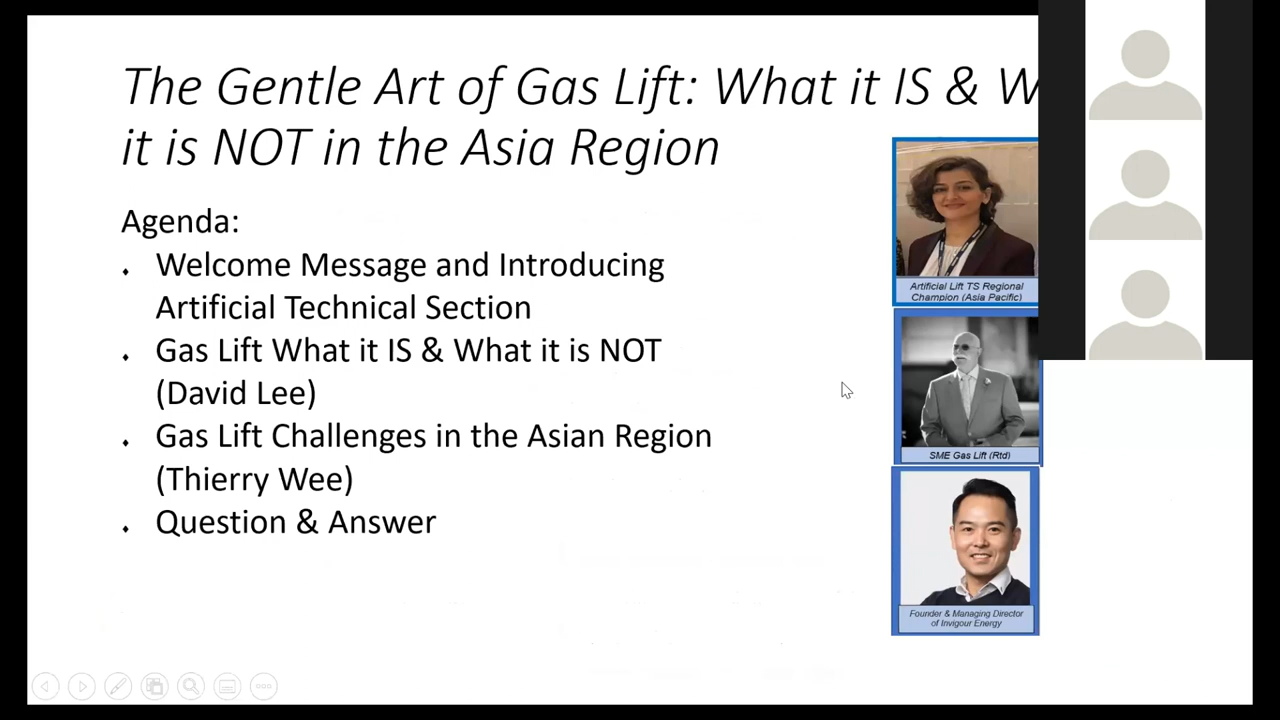 The Gentle Art of Gas Lift: What it IS & W
it is NOT in the Asia Region
Agenda:
Welcome Message and Introducing
Artificial Technical Section
Gas Lift What it IS & What it is NOT
(David Lee)
Gas Lift Challenges in the Asian Region
(Thierry Wee)
Question & Answer
Artificial Lift TS Regional
Champion (Asia Pacific)
SME Gas Lift (Rtd)
Founder & Managing Director
of Invigour Energy